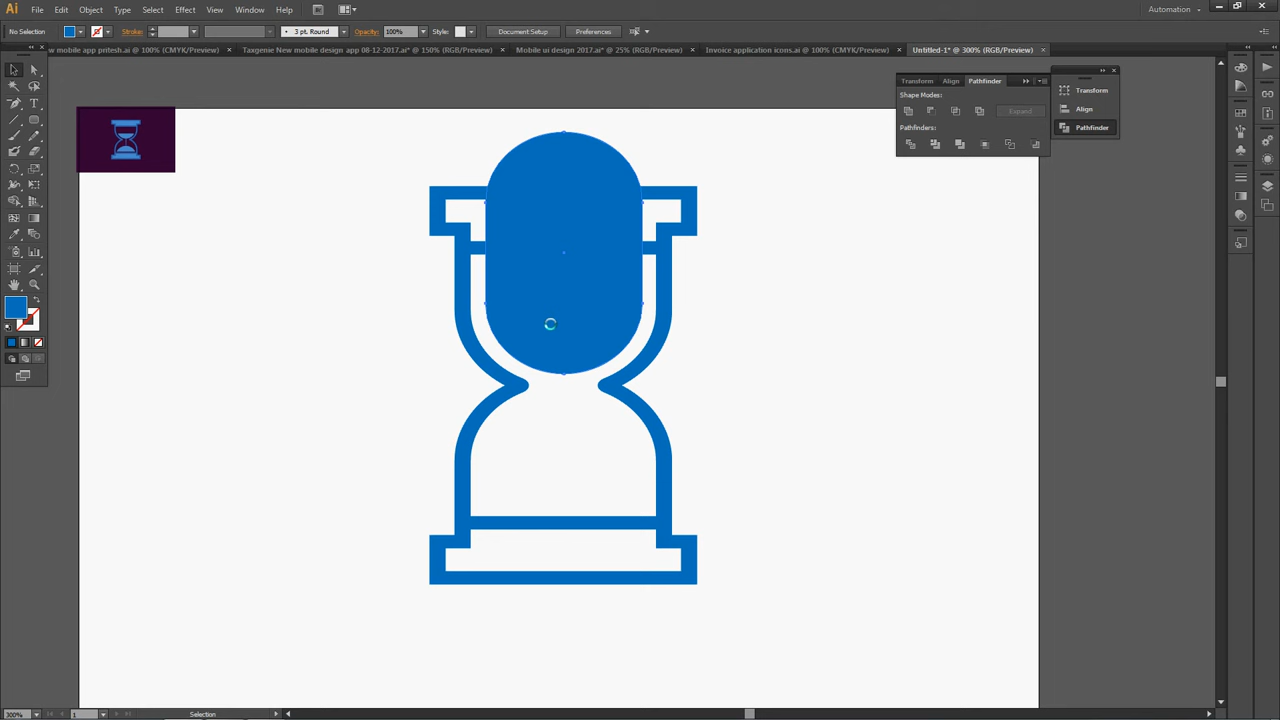 Ai File Edit Object Type Select Effect View Window Help Br Automation
No Selection Stroke: 3 pt. Round Opacity: 100% Style: Document Setup Preferences
w mobile app pritesh.ai @ 100% (CMYK/Preview) × Taxgenie New mobile design app 08-12-2017.ai* @ 150% (RGB/Preview) × Mobile ui design 2017.ai* @ 25% (RGB/Preview) × Invoice application icons.ai @ 100% (CMYK/Preview) × Untitled-1* @ 300% (RGB/Preview) ×
Transform Align Pathfinder
Transform
Shape Modes:
Expand
Align
Pathfinders:
Pathfinder
300% 1 Selection